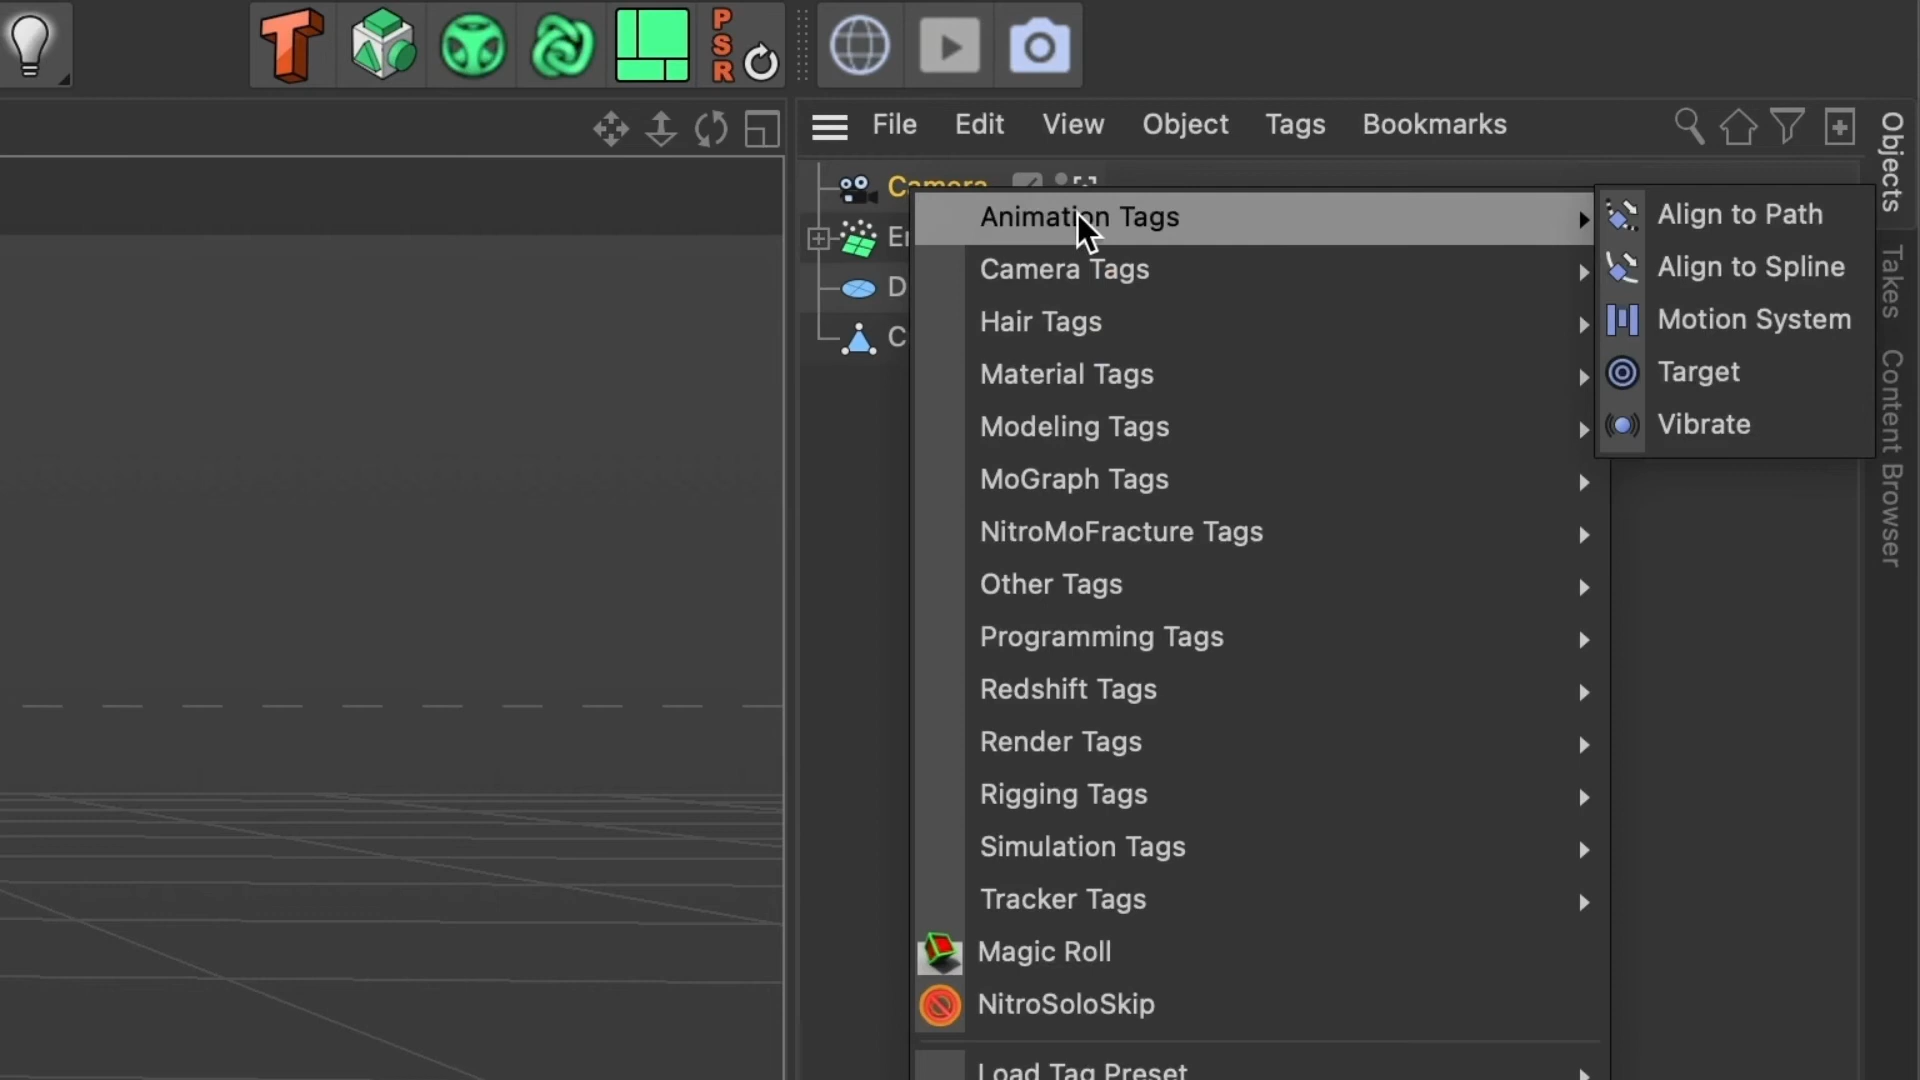 P
S
R
File Edit View Object Tags Bookmarks
Objects
Takes
Content Browser
Camera
D
C
Animation Tags
Camera Tags
Hair Tags
Material Tags
Modeling Tags
MoGraph Tags
NitroMoFracture Tags
Other Tags
Programming Tags
Redshift Tags
Render Tags
Rigging Tags
Simulation Tags
Tracker Tags
Magic Roll
NitroSoloSkip
Load Tag Preset
Align to Path
Align to Spline
Motion System
Target
Vibrate